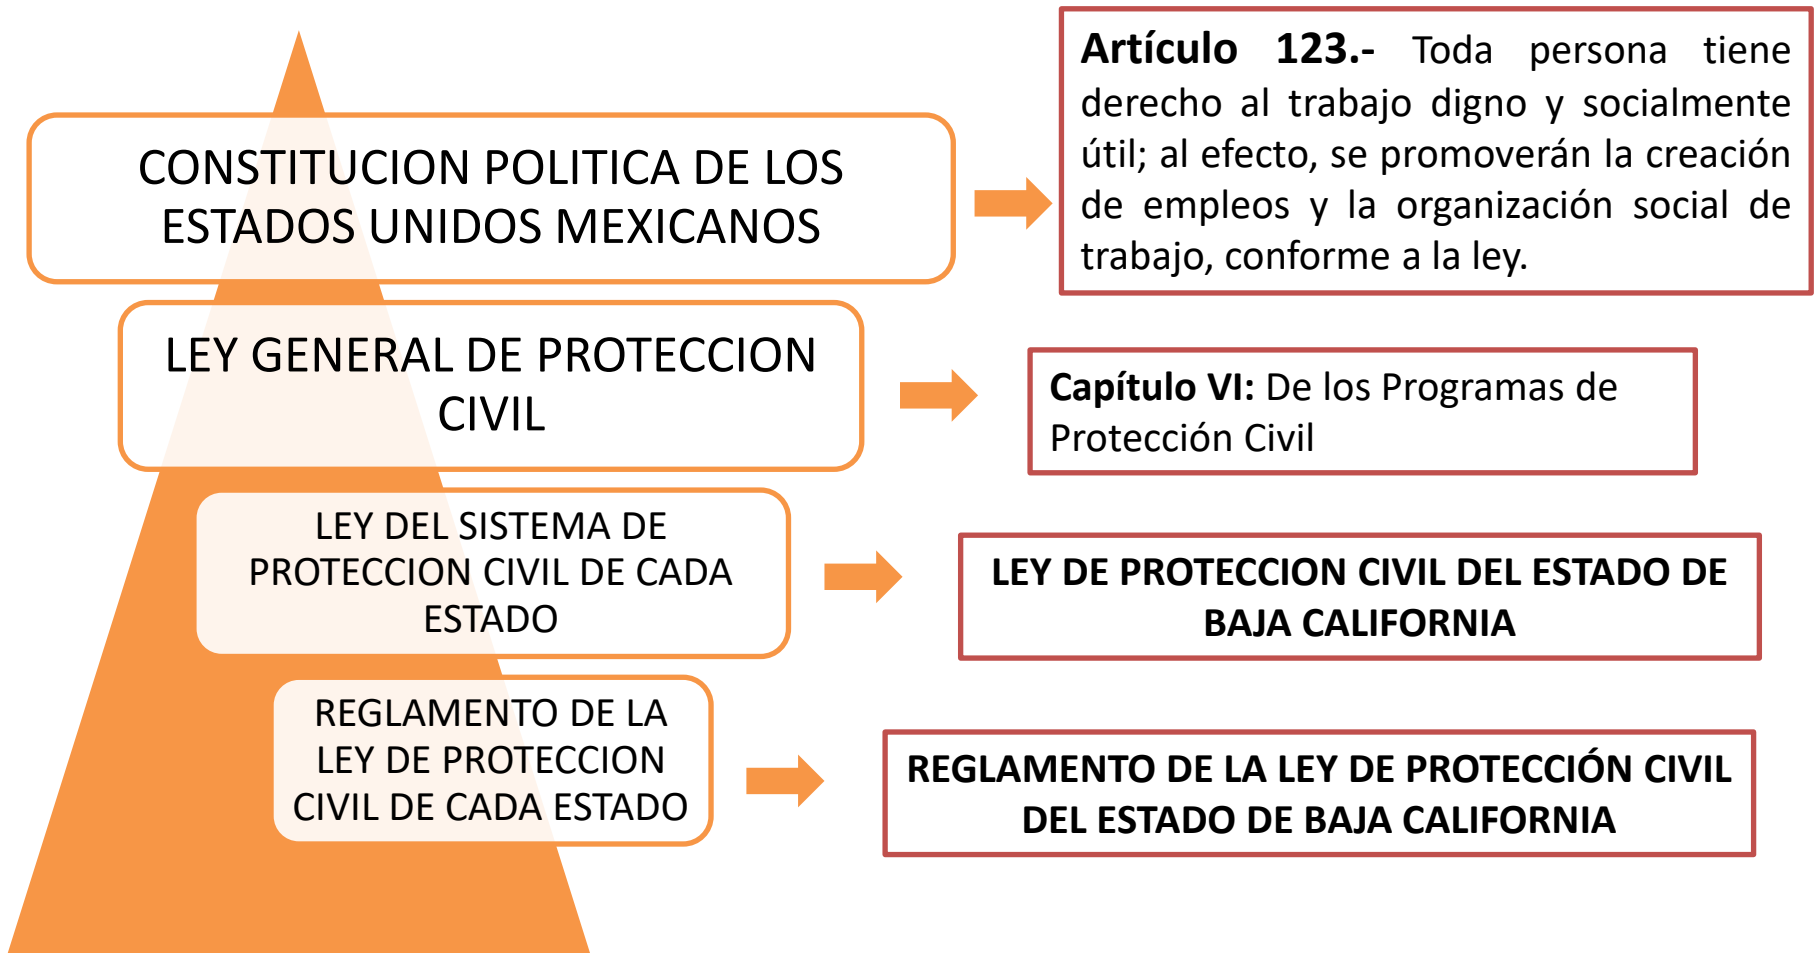 CONSTITUCION POLITICA DE LOS
ESTADOS UNIDOS MEXICANOS
Artículo 123.- Toda persona tiene
derecho al trabajo digno y socialmente
útil; al efecto, se promoverán la creación
de empleos y la organización social de
trabajo, conforme a la ley.
LEY GENERAL DE PROTECCION
CIVIL
Capítulo VI: De los Programas de
Protección Civil
LEY DEL SISTEMA DE
PROTECCION CIVIL DE CADA
ESTADO
LEY DE PROTECCION CIVIL DEL ESTADO DE
BAJA CALIFORNIA
REGLAMENTO DE LA
LEY DE PROTECCION
CIVIL DE CADA ESTADO
REGLAMENTO DE LA LEY DE PROTECCIÓN CIVIL
DEL ESTADO DE BAJA CALIFORNIA